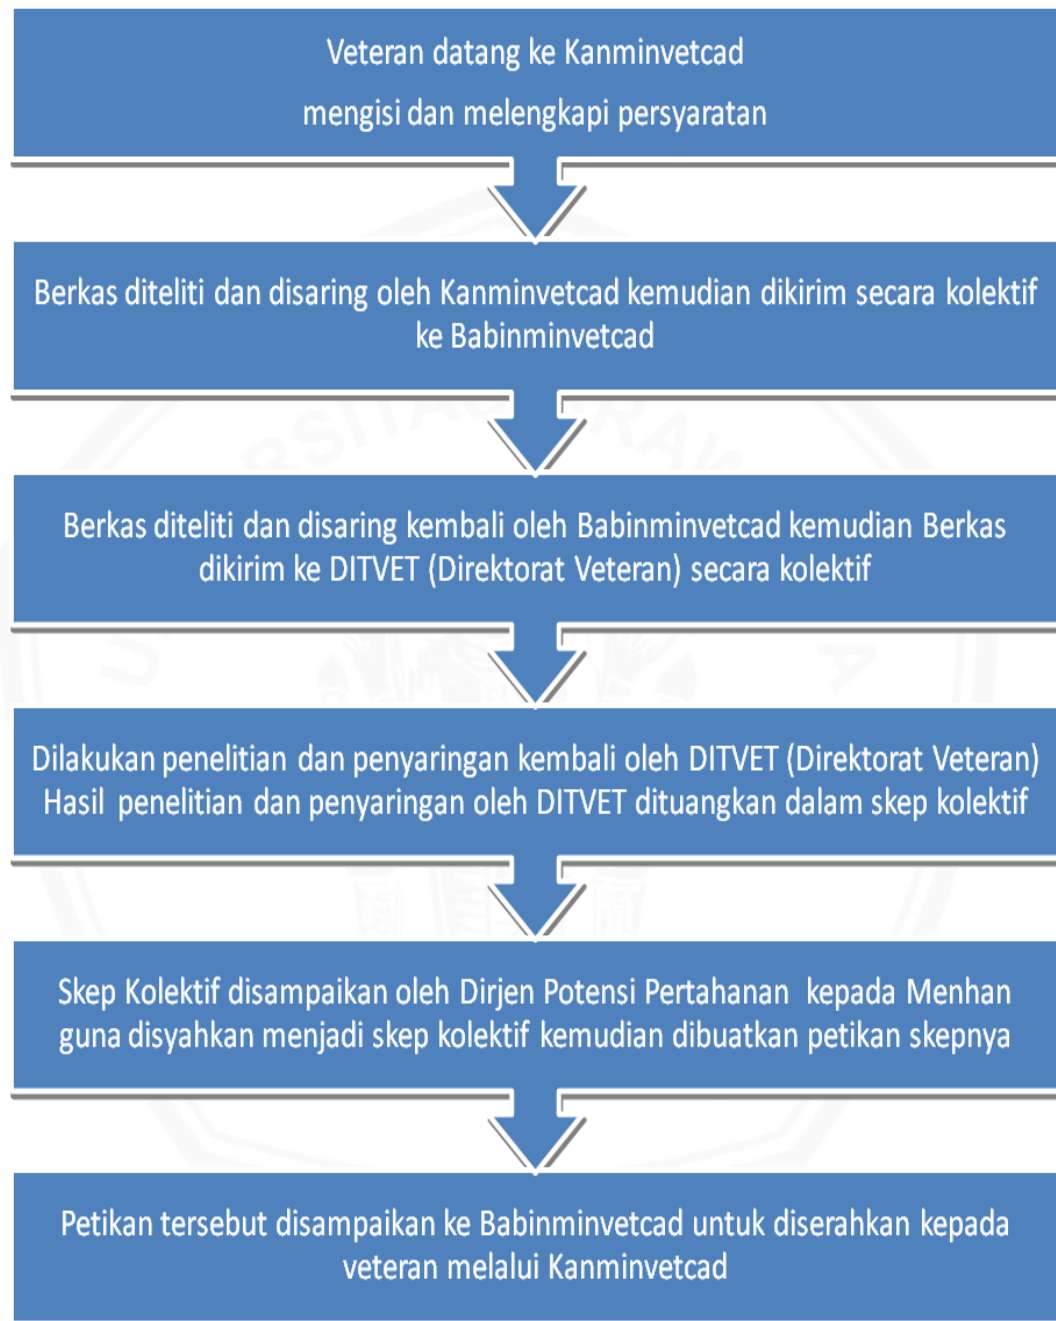 Veteran datang ke Kanminvetcad
mengisi dan melengkapi persyaratan
Berkas diteliti dan disaring oleh Kanminvetcad kemudian dikirim secara kolektif
ke Babinminvetcad
Berkas diteliti dan disaring kembali oleh Babinminvetcad kemudian Berkas
dikirim ke DITVET (Direktorat Veteran) secara kolektif
Dilakukan penelitian dan penyaringan kembali oleh DITVET (Direktorat Veteran)
Hasil penelitian dan penyaringan oleh DITVET dituangkan dalam skep kolektif
Skep Kolektif disampaikan oleh Dirjen Potensi Pertahanan kepada Menhan
guna disyahkan menjadi skep kolektif kemudian dibuatkan petikan skepnya
Petikan tersebut disampaikan ke Babinminvetcad untuk diserahkan kepada
veteran melalui Kanminvetcad